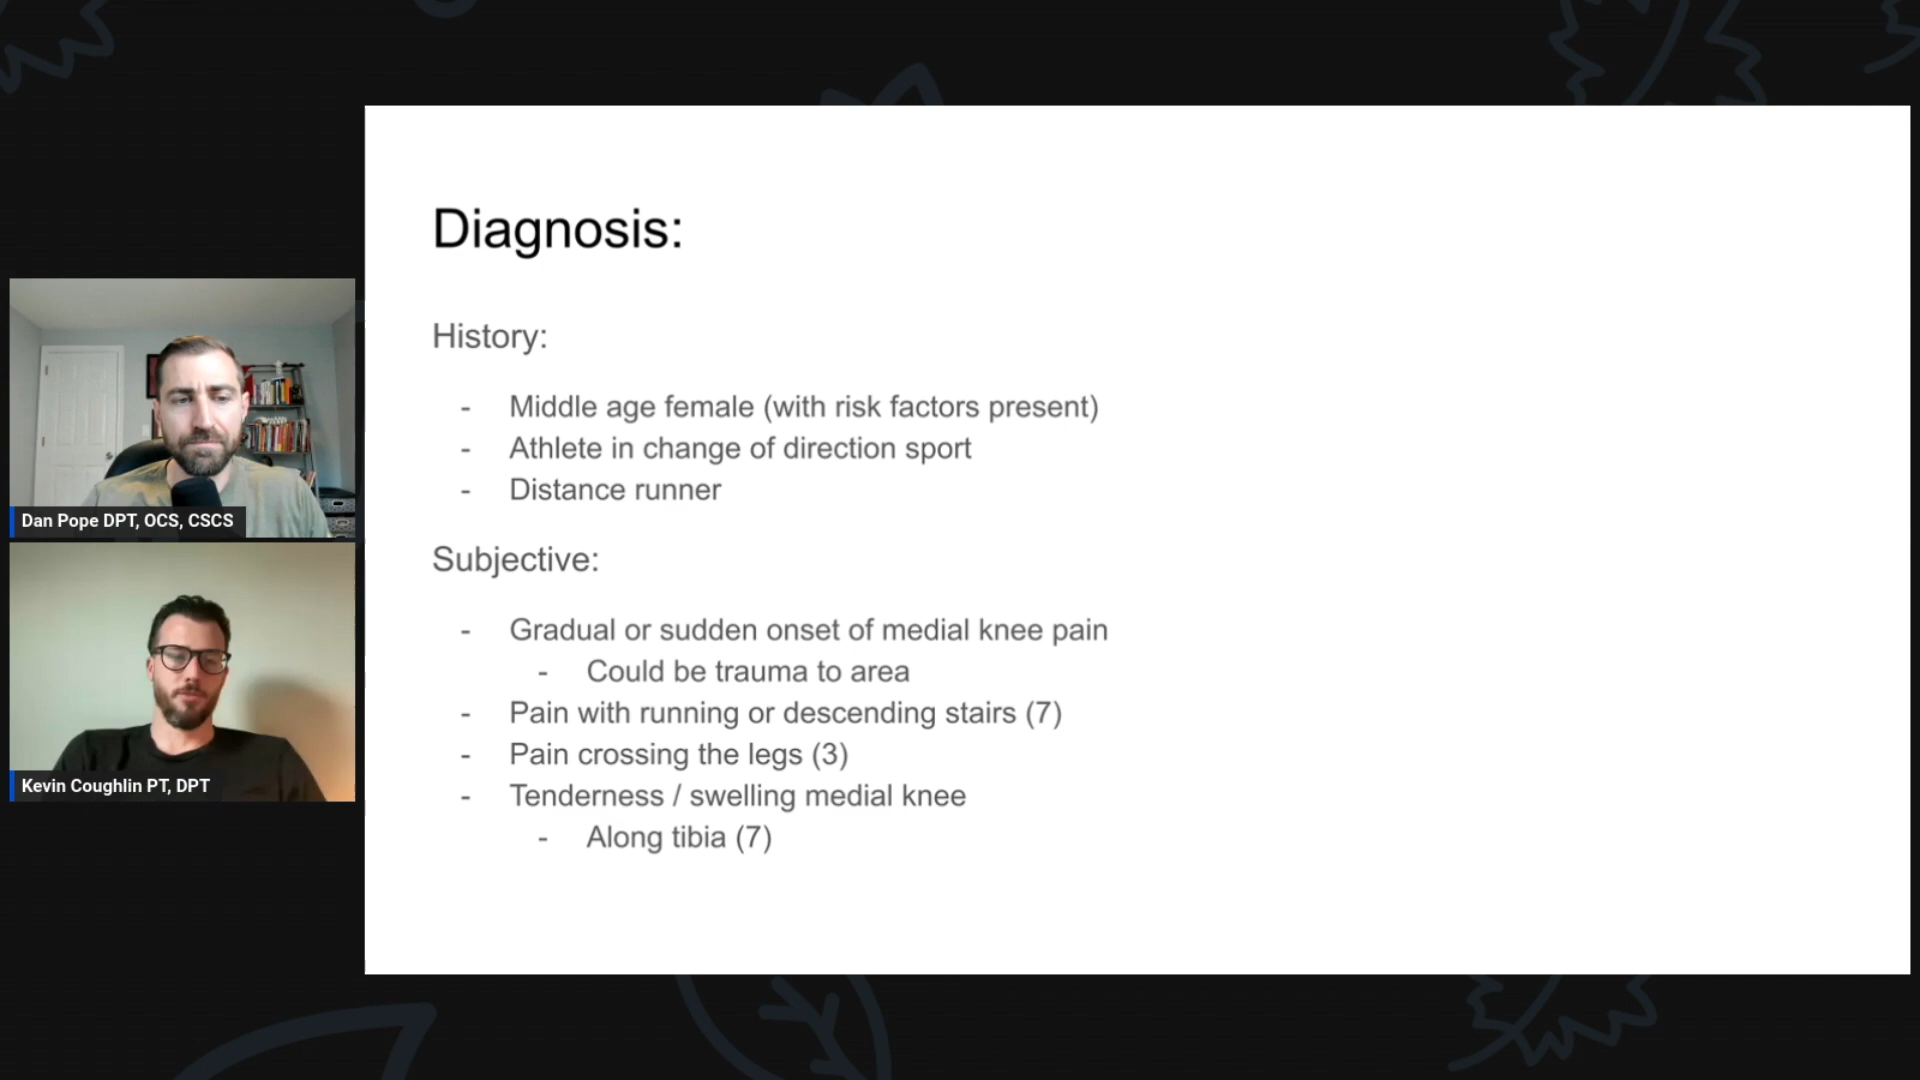 Diagnosis:
History:
- Middle age female (with risk factors present)
- Athlete in change of direction sport
- Distance runner
Subjective:
- Gradual or sudden onset of medial knee pain
- Could be trauma to area
- Pain with running or descending stairs (7)
- Pain crossing the legs (3)
- Tenderness / swelling medial knee
- Along tibia (7)
Dan Pope DPT, OCS, CSCS
Kevin Coughlin PT, DPT